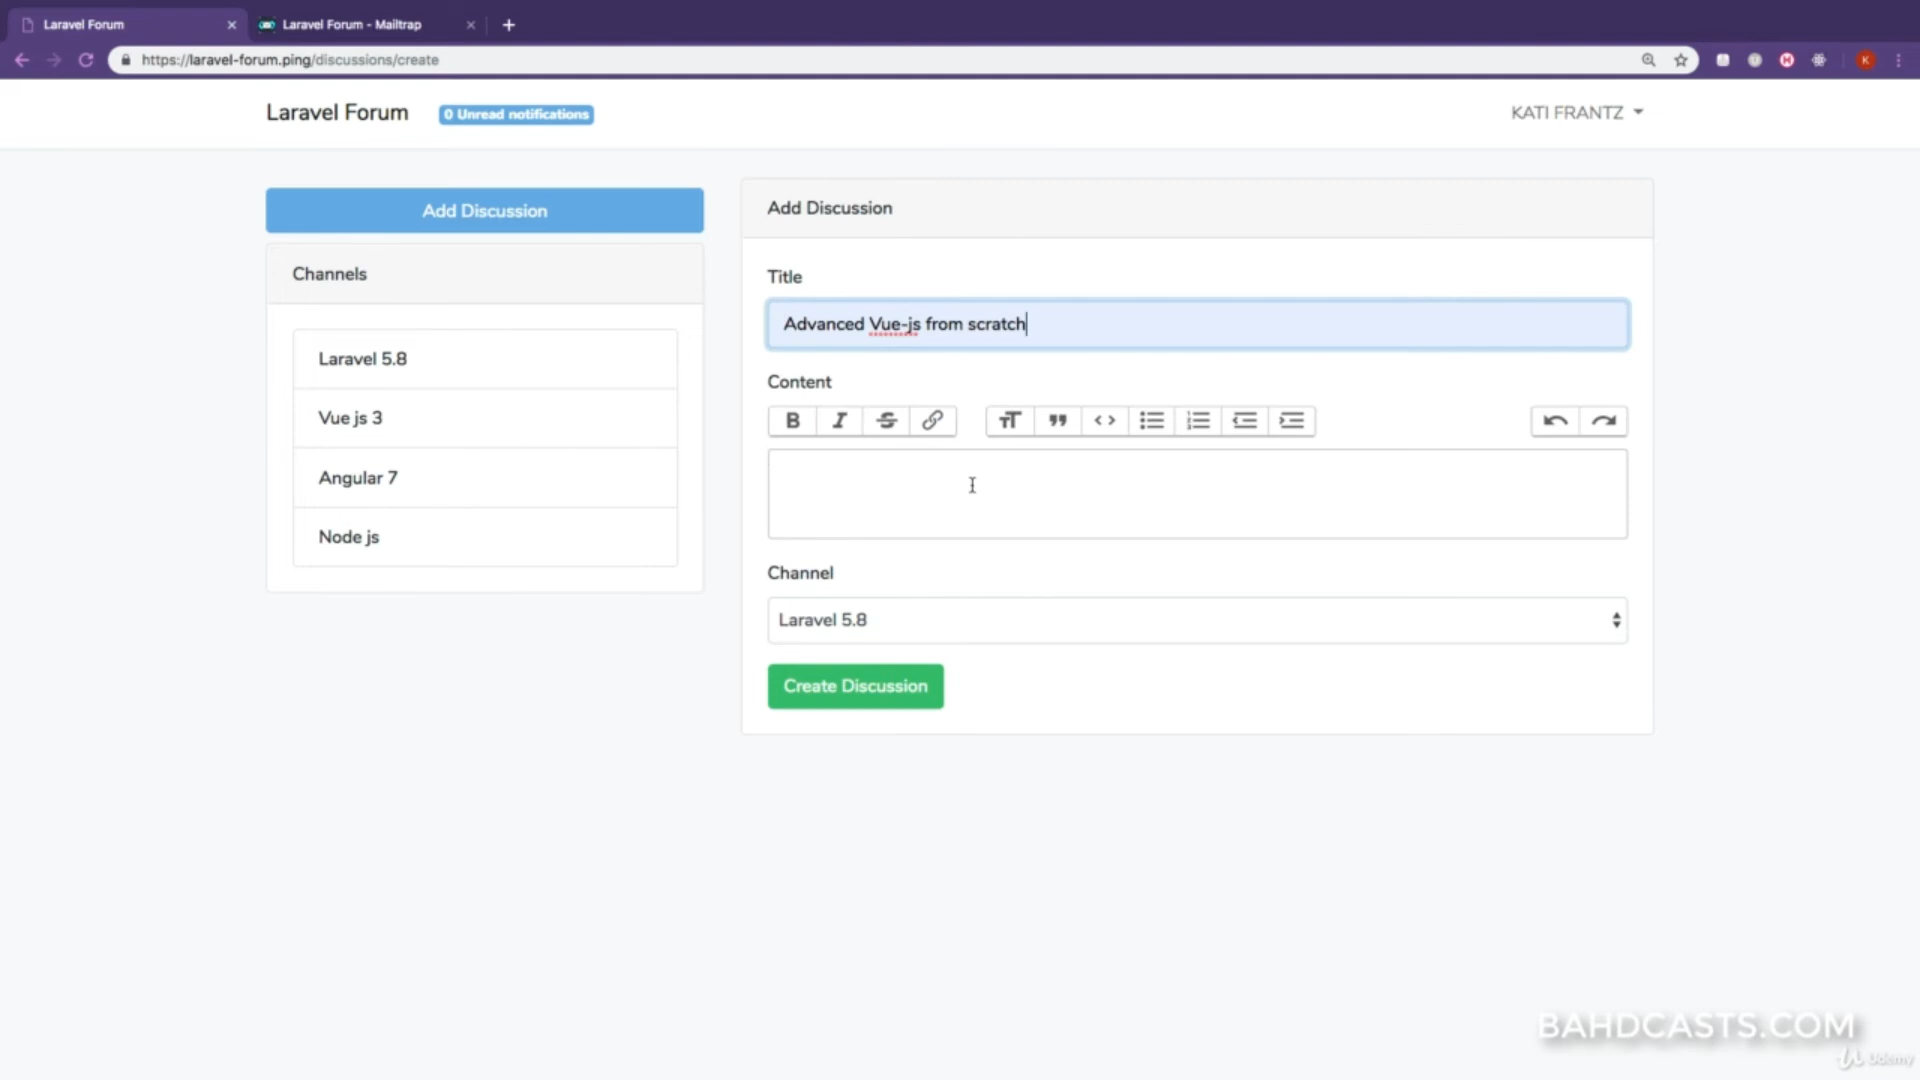 Laravel Forum
Laravel Forum - Mailtrap
https://laravel-forum.ping/discussions/create
K
Laravel Forum
0 Unread notifications
KATI FRANTZ
Add Discussion
Channels
Laravel 5.8
Vue js 3
Angular 7
Node js
Add Discussion
Title
Advanced Vue-js from scratch
Content
Channel
Laravel 5.8
Create Discussion
BAHDCASTS.COM
Udemy